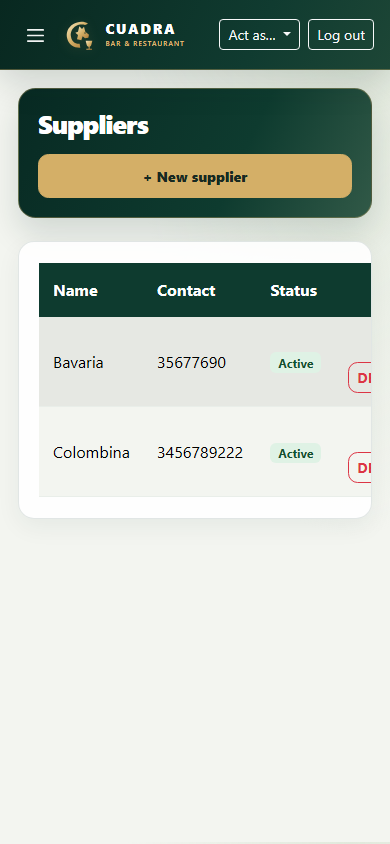 CUADRA
BAR & RESTAURANT
Act as...
Log out
Suppliers
+ New supplier
Name Contact Status
Bavaria 35677690 Active
Colombina 3456789222 Active